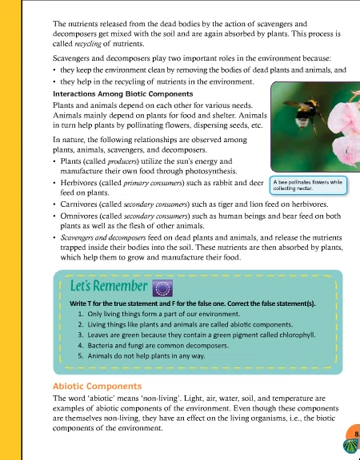 The nutrients released from the dead bodies by the action of scavengers and
decomposers get mixed with the soil and are again absorbed by plants. This process is
called recycling of nutrients.
Scavengers and decomposers play two important roles in the environment because:
• they keep the environment clean by removing the bodies of dead plants and animals, and
• they help in the recycling of nutrients in the environment.
Interactions Among Biotic Components
Plants and animals depend on each other for various needs.
Animals mainly depend on plants for food and shelter. Animals
in turn help plants by pollinating flowers, dispersing seeds, etc.
In nature, the following relationships are observed among
plants, animals, scavengers, and decomposers.
• Plants (called producers) utilize the sun's energy and
manufacture their own food through photosynthesis.
• Herbivores (called primary consumers) such as rabbit and deer
feed on plants.
A bee pollinates flowers while
collecting nectar.
• Carnivores (called secondary consumers) such as tiger and lion feed on herbivores.
• Omnivores (called secondary consumers) such as human beings and bear feed on both
plants as well as the flesh of other animals.
• Scavengers and decomposers feed on dead plants and animals, and release the nutrients
trapped inside their bodies into the soil. These nutrients are then absorbed by plants,
which help them to grow and manufacture their food.
Let's Remember
Write T for the true statement and F for the false one. Correct the false statement(s).
1. Only living things form a part of our environment.
2. Living things like plants and animals are called abiotic components.
3. Leaves are green because they contain a green pigment called chlorophyll.
4. Bacteria and fungi are common decomposers.
5. Animals do not help plants in any way.
Abiotic Components
The word 'abiotic' means 'non-living'. Light, air, water, soil, and temperature are
examples of abiotic components of the environment. Even though these components
are themselves non-living, they have an effect on the living organisms, i.e., the biotic
components of the environment.